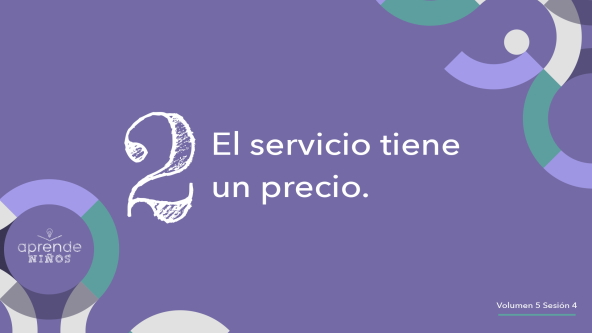 2
El servicio tiene
un precio.
aprende
NIÑOS
Volumen 5 Sesión 4